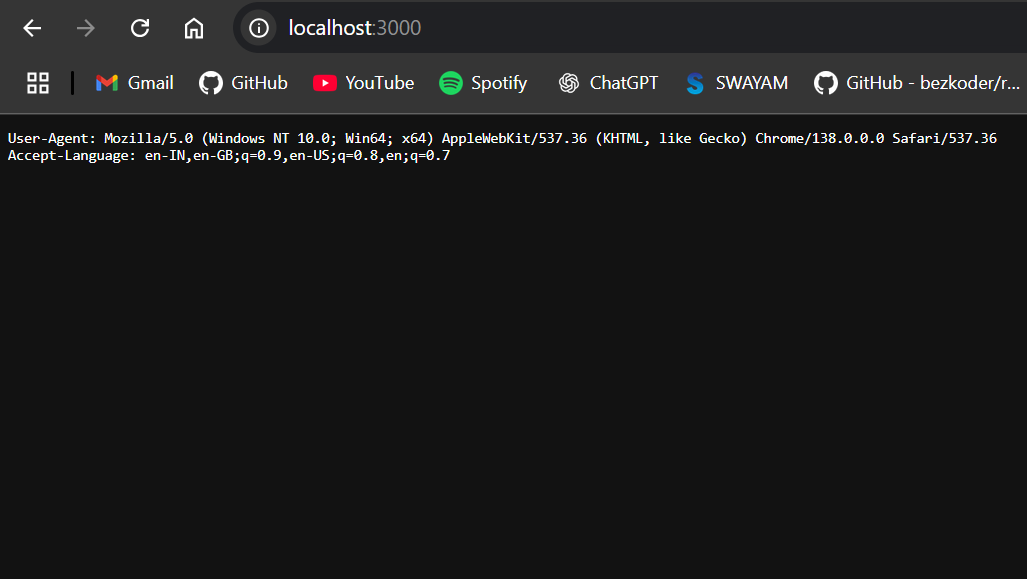 localhost:3000
Gmail GitHub YouTube Spotify ChatGPT SWAYAM GitHub - bezkoder/r...
User-Agent: Mozilla/5.0 (Windows NT 10.0; Win64; x64) AppleWebKit/537.36 (KHTML, like Gecko) Chrome/138.0.0.0 Safari/537.36
Accept-Language: en-IN,en-GB;q=0.9,en-US;q=0.8,en;q=0.7